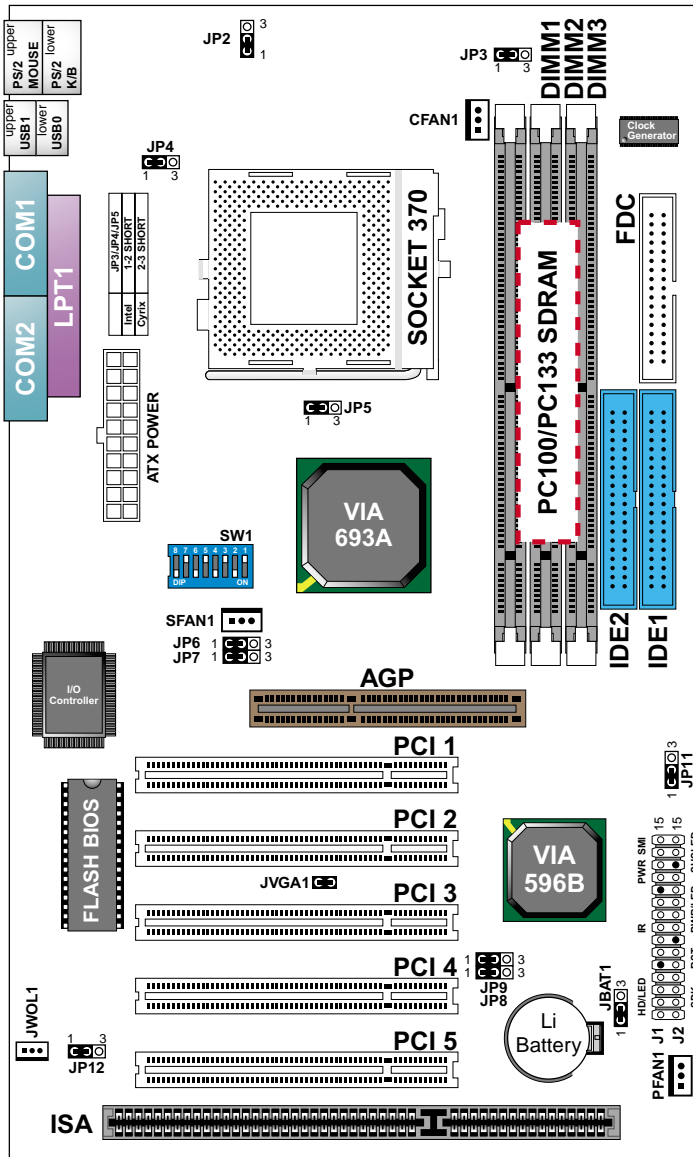 3
JP2
1
JP3
1 3
DIMM1
DIMM2
DIMM3
upper
PS/2
MOUSE
lower
PS/2
K/B
upper
USB1
lower
USB0
CFAN1
Clock
Generator
JP4
1 3
COM1
COM2
LPT1
JP3/JP4/JP5
Intel 1-2 SHORT
Cyrix 2-3 SHORT
SOCKET 370
PC100/PC133 SDRAM
FDC
ATX POWER
JP5
1 3
VIA
693A
SW1
8 7 6 5 4 3 2 1
DIP ON
SFAN1
JP6 1 3
JP7 1 3
IDE2
IDE1
I/O
Controller
AGP
PCI 1
JP11
1 3
FLASH BIOS
PCI 2
VIA
596B
JVGA1
PCI 3
15 15
PWR SMI
IR
HD/LED
J1
J2
PCI 4
1 3
1 3
JP9
JP8
JBAT1
1 3
Li
Battery
JWOL1
1 3
JP12
PCI 5
PFAN1
ISA